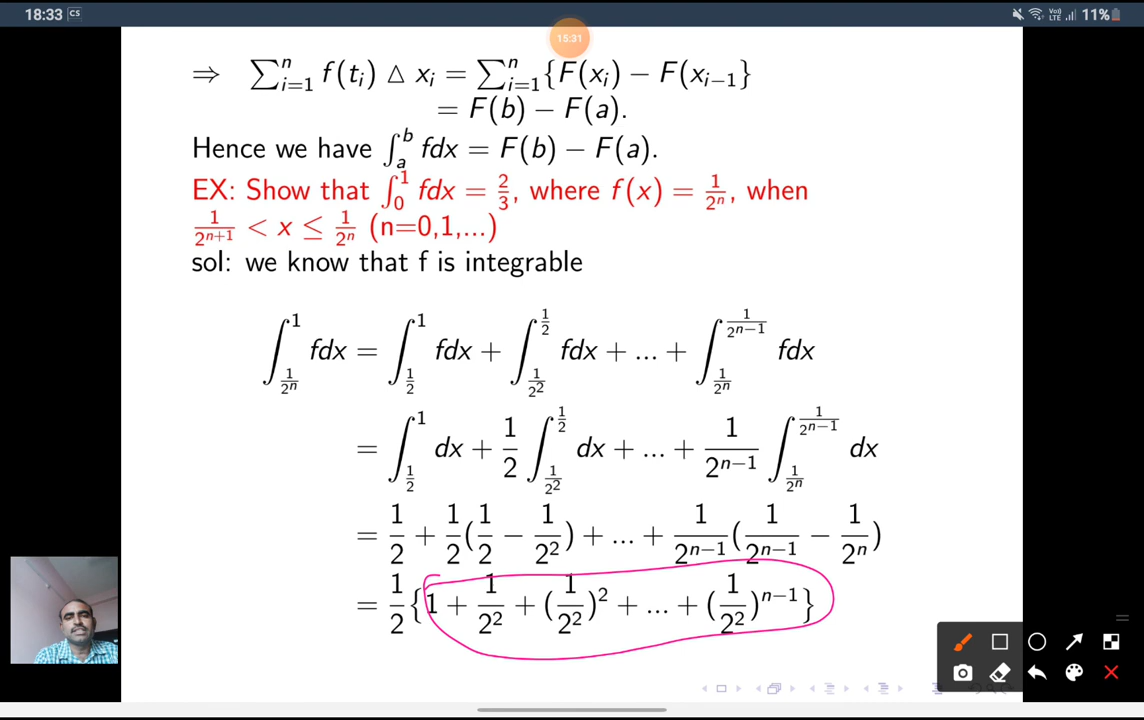 18:33 CS
Vo) LTE 11%
15:31
⇒ ∑ⁿᵢ₌₁ f(tᵢ) △ xᵢ = ∑ⁿᵢ₌₁{F(xᵢ) − F(xᵢ₋₁}
= F(b) − F(a).
Hence we have ∫ₐᵇ fdx = F(b) − F(a).
EX: Show that ∫₀¹ fdx = 2/3, where f(x) = 1/2ⁿ, when
1/2ⁿ⁺¹ < x ≤ 1/2ⁿ (n=0,1,...)
sol: we know that f is integrable
∫_{1/2ⁿ}^{1} fdx = ∫_{1/2}^{1} fdx + ∫_{1/2²}^{1/2} fdx + ... + ∫_{1/2ⁿ}^{1/2ⁿ⁻¹} fdx
= ∫_{1/2}^{1} dx + 1/2 ∫_{1/2²}^{1/2} dx + ... + 1/2ⁿ⁻¹ ∫_{1/2ⁿ}^{1/2ⁿ⁻¹} dx
= 1/2 + 1/2(1/2 − 1/2²) + ... + 1/2ⁿ⁻¹(1/2ⁿ⁻¹ − 1/2ⁿ)
= 1/2{1 + 1/2² + (1/2²)² + ... + (1/2²)ⁿ⁻¹}